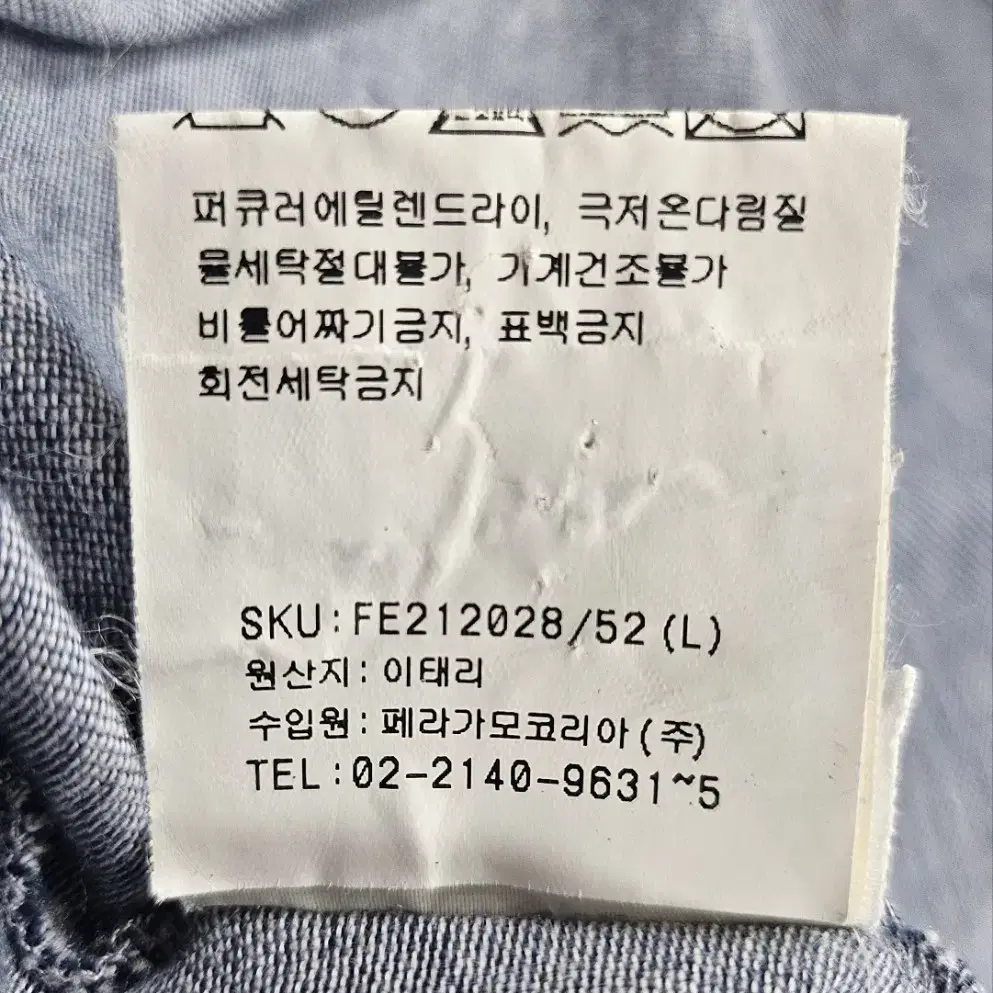 퍼큐러에틸렌드라이, 극저온다림질
물세탁절대불가, 기계건조불가
비틀어짜기금지, 표백금지
회전세탁금지
SKU:FE212028/52(L)
원산지: 이태리
수입원: 페라가모코리아(주)
TEL:02-2140-9631~5